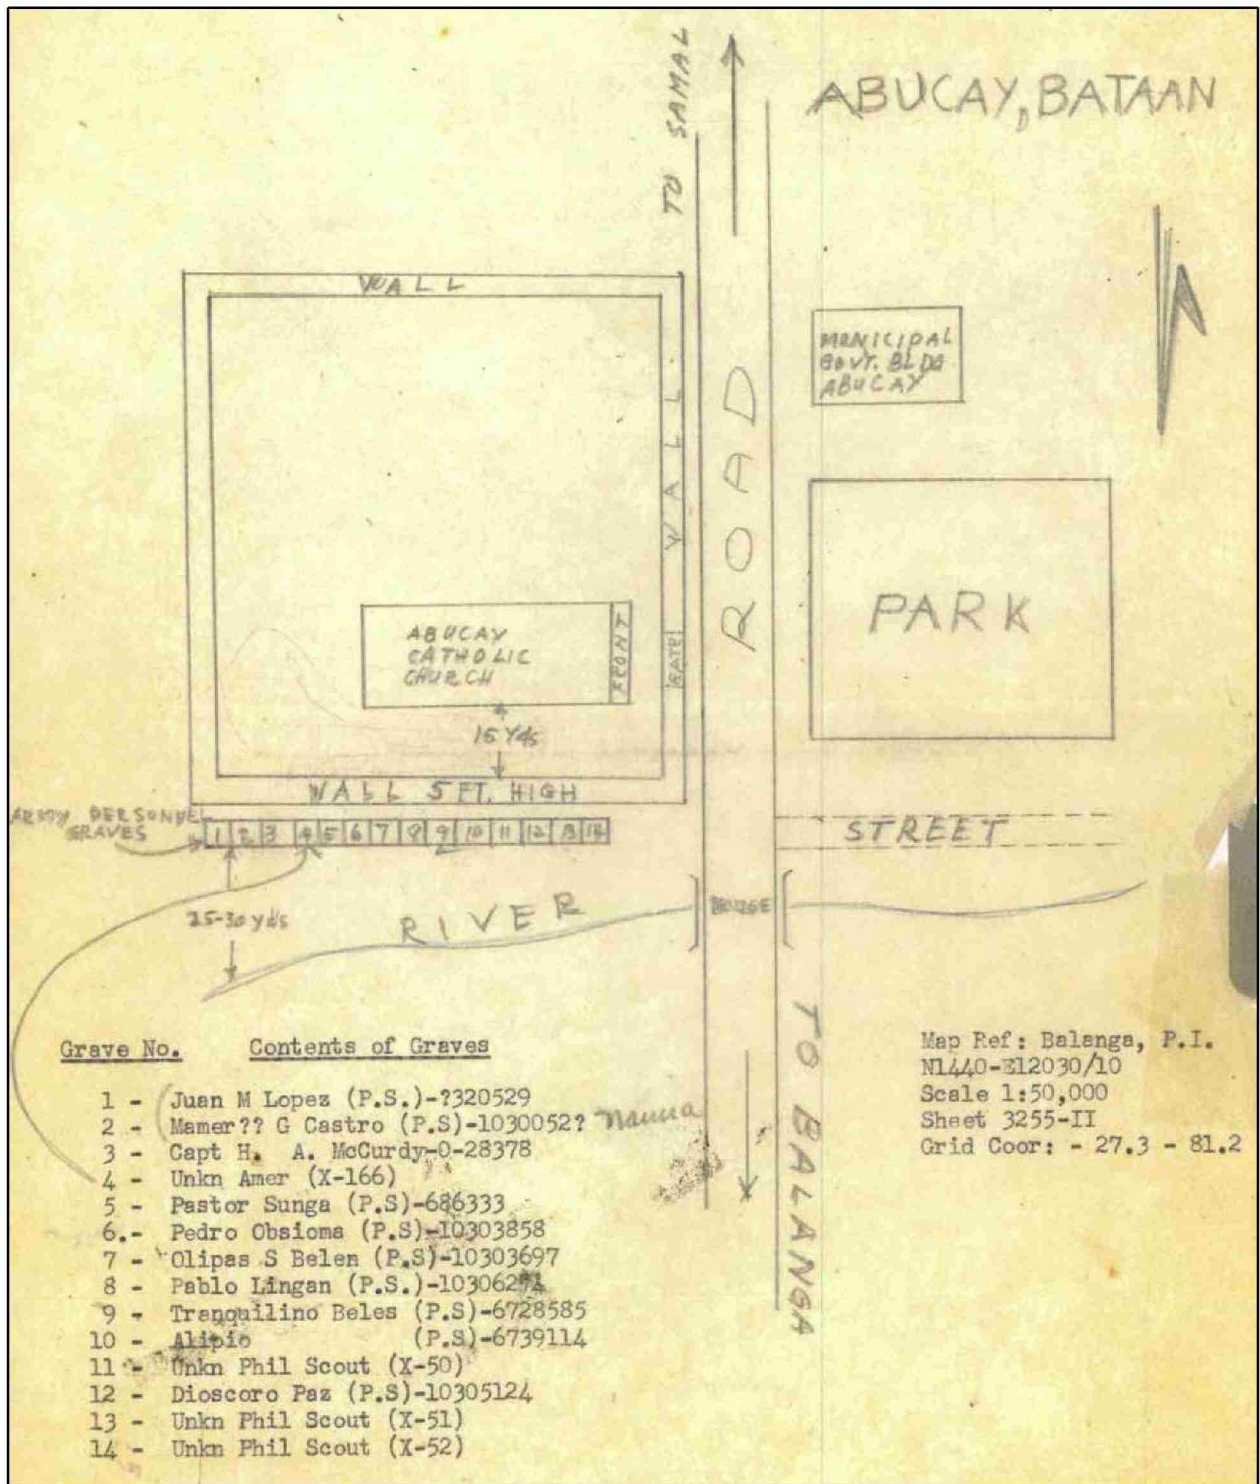 ABUCAY, BATAAN
TO SAMAL
WALL
WALL
MUNICIPAL
GOVT. BLDG
ABUCAY
ROAD
PARK
ABUCAY
CATHOLIC
CHURCH
FRONT
GATE
15 Yds
WALL 5 FT. HIGH
ARMY PERSONNEL
GRAVES
1 2 3 4 5 6 7 8 9 10 11 12 13 14
STREET
25-30 yds
RIVER
BRIDGE
TO BALANGA
Grave No. Contents of Graves
1 - Juan M Lopez (P.S.)-?320529
2 - Mamer?? G Castro (P.S)-1030052?
3 - Capt H. A. McCurdy-O-28378
4 - Unkn Amer (X-166)
5 - Pastor Sunga (P.S)-686333
6.- Pedro Obsioma (P.S)-10303858
7 - Olipas S Belen (P.S)-10303697
8 - Pablo Lingan (P.S.)-
9 - Tranquilino Beles (P.S)-6728585
10 - Alipio (P.S)-6739114
11 - Unkn Phil Scout (X-50)
12 - Dioscoro Paz (P.S)-10305124
13 - Unkn Phil Scout (X-51)
14 - Unkn Phil Scout (X-52)
Map Ref: Balanga, P.I.
N1440-E12030/10
Scale 1:50,000
Sheet 3255-II
Grid Coor: - 27.3 - 81.2